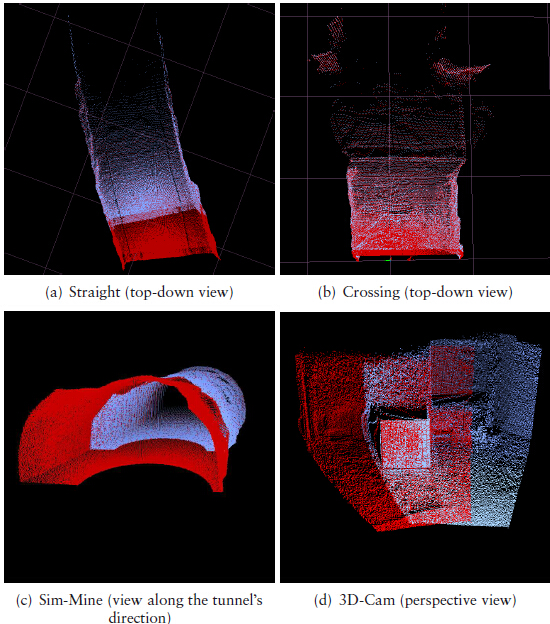 (a) Straight (top-down view)
(b) Crossing (top-down view)
(c) Sim-Mine (view along the tunnel's
direction)
(d) 3D-Cam (perspective view)